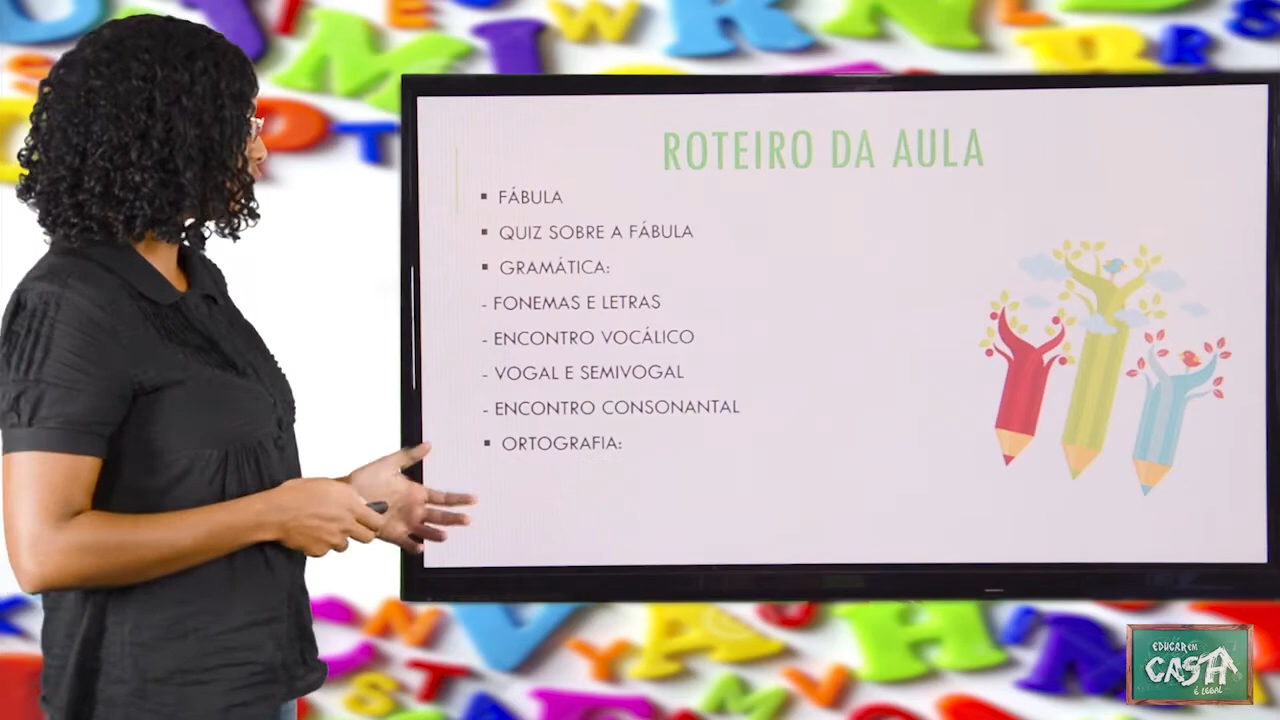 ROTEIRO DA AULA
▪ FÁBULA
▪ QUIZ SOBRE A FÁBULA
▪ GRAMÁTICA:
- FONEMAS E LETRAS
- ENCONTRO VOCÁLICO
- VOGAL E SEMIVOGAL
- ENCONTRO CONSONANTAL
▪ ORTOGRAFIA:
EDUCAR EM
CASA
É LEGAL